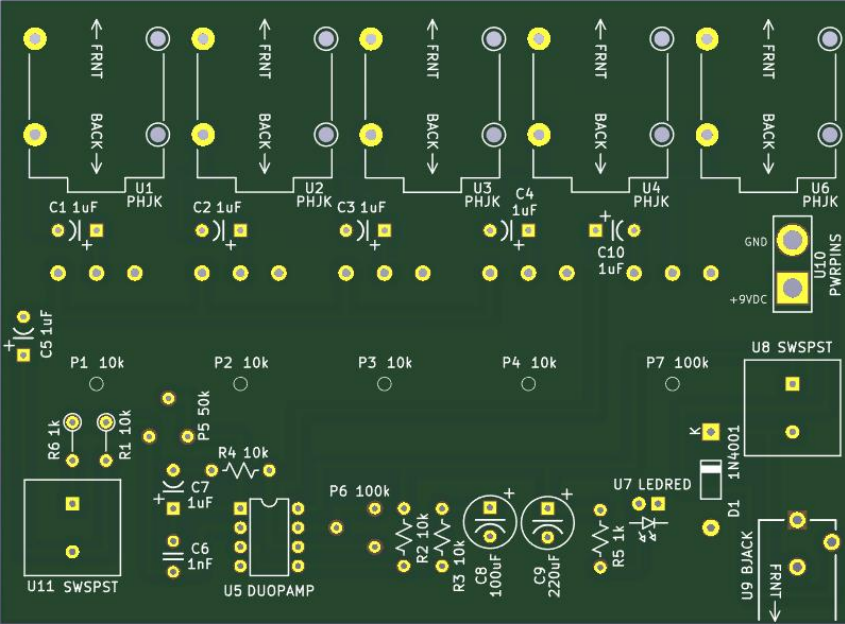 FRNT
BACK
FRNT
BACK
FRNT
BACK
FRNT
BACK
FRNT
BACK
U1
PHJK
U2
PHJK
U3
PHJK
U4
PHJK
U6
PHJK
C1 1uF
+
C2 1uF
+
C3 1uF
+
C4
1uF
+
+
C10
1uF
GND
+9VDC
U10
PWRPINS
+
C5 1uF
P1 10k
P2 10k
P3 10k
P4 10k
P7 100k
U8 SWSPST
R6 1k
R1 10k
P5 50k
R4 10k
K
1N4001
D1
+
C7
1uF
C6
1nF
U5 DUOPAMP
P6 100k
R2 10k
R3 10k
+
C8
100uF
+
C9
220uF
R5 1k
U7 LEDRED
U9 BJACK
FRNT
U11 SWSPST